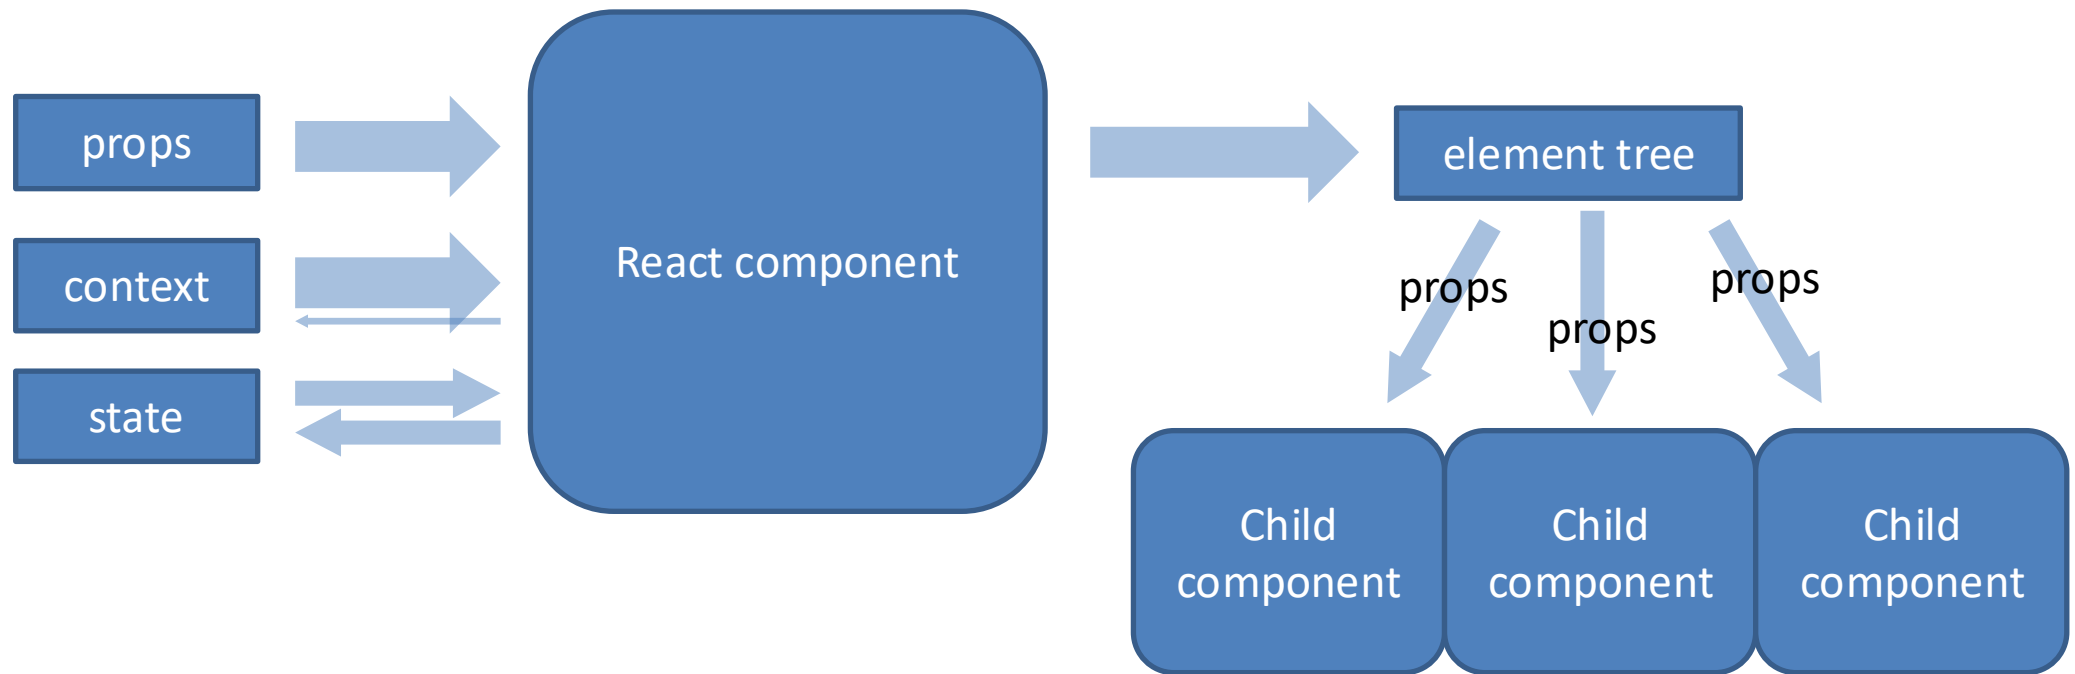 props
context
state
React component
element tree
props
props
props
Child
component
Child
component
Child
component